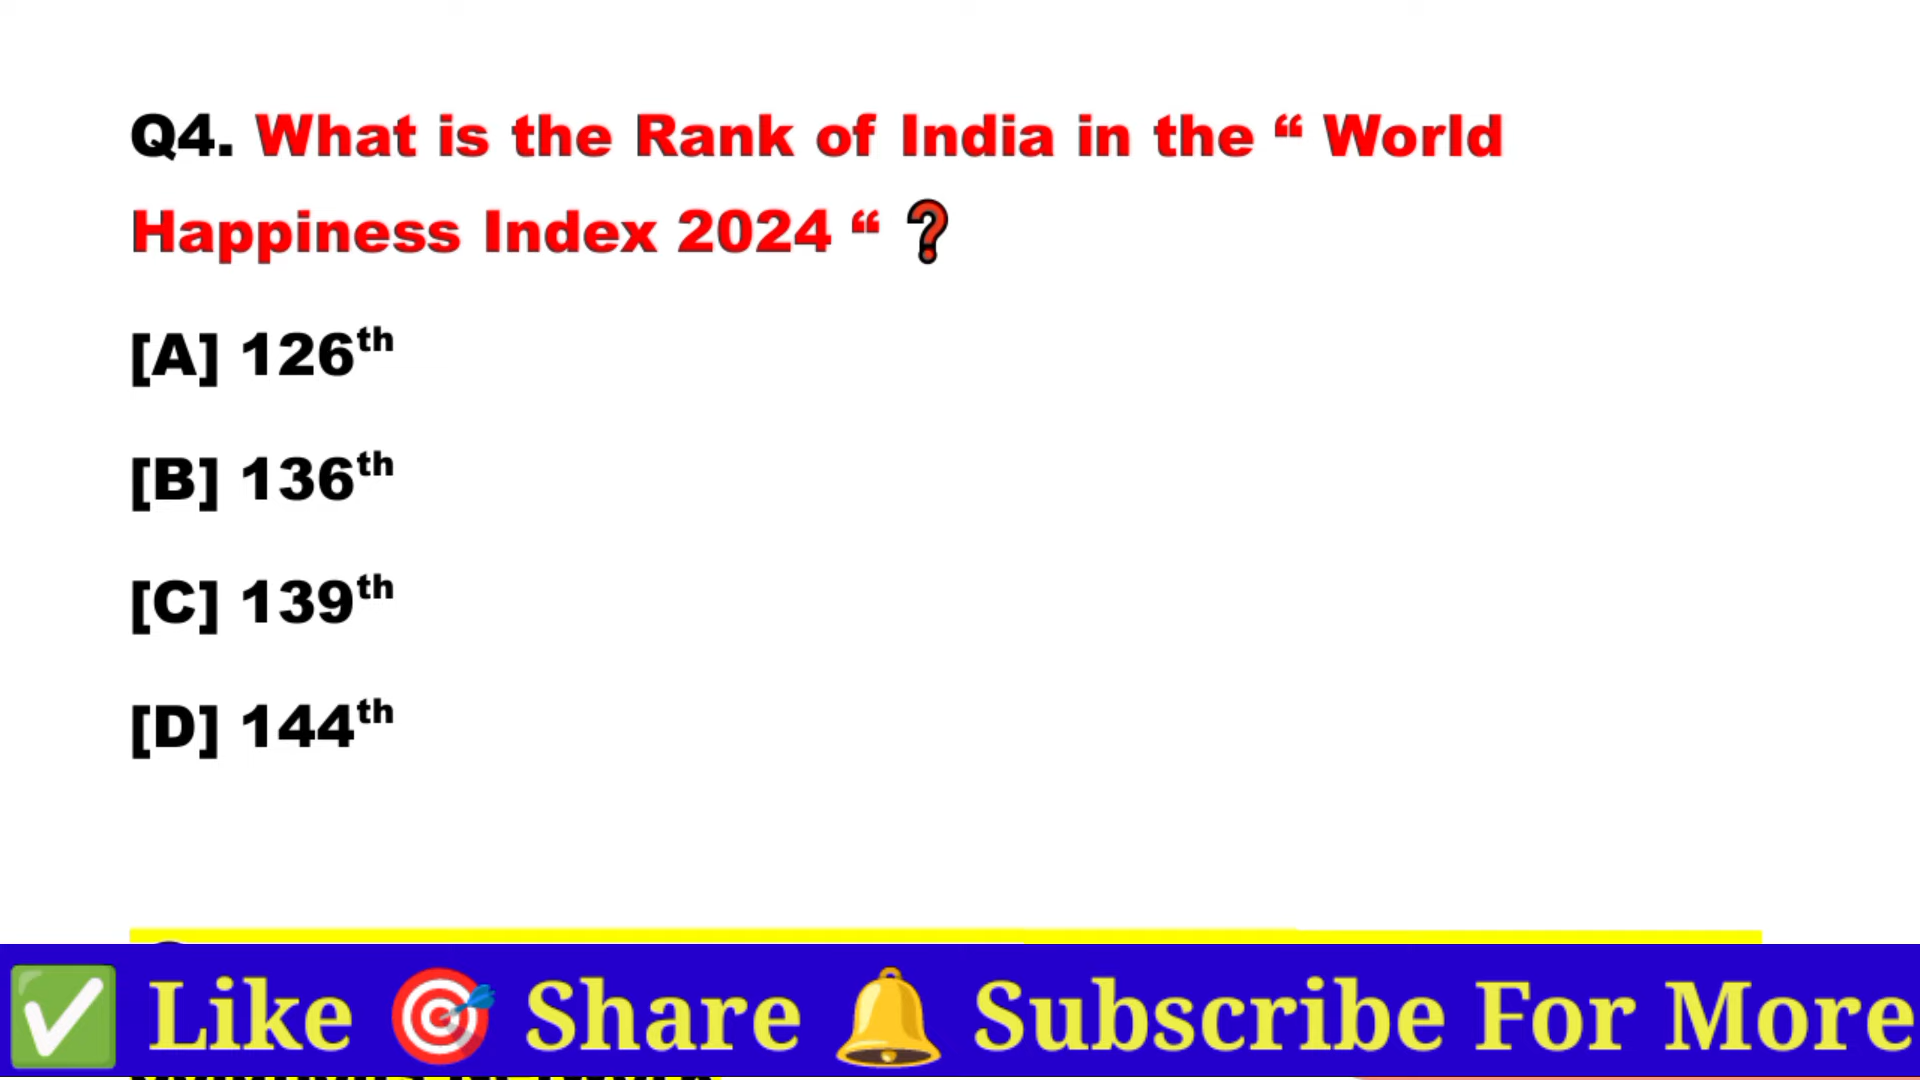 Q4. What is the Rank of India in the “ World
Happiness Index 2024 “ ❓
[A] 126th
[B] 136th
[C] 139th
[D] 144th
✅ Like 🎯 Share 🔔 Subscribe For More